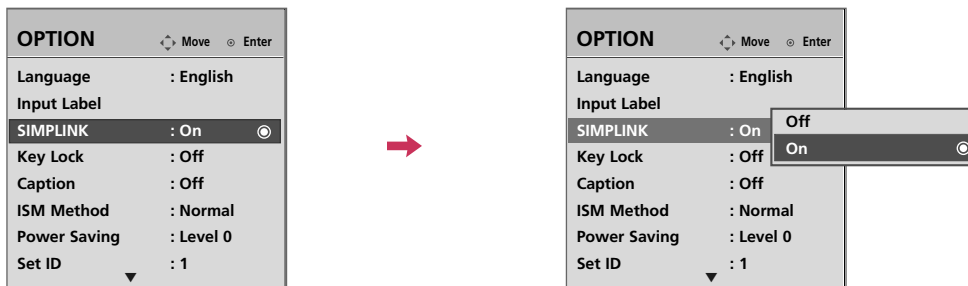 OPTION Move Enter
Language : English
Input Label
SIMPLINK : On
Key Lock : Off
Caption : Off
ISM Method : Normal
Power Saving : Level 0
Set ID : 1
OPTION Move Enter
Language : English
Input Label
SIMPLINK : On
Key Lock : Off
Caption : Off
ISM Method : Normal
Power Saving : Level 0
Set ID : 1
Off
On